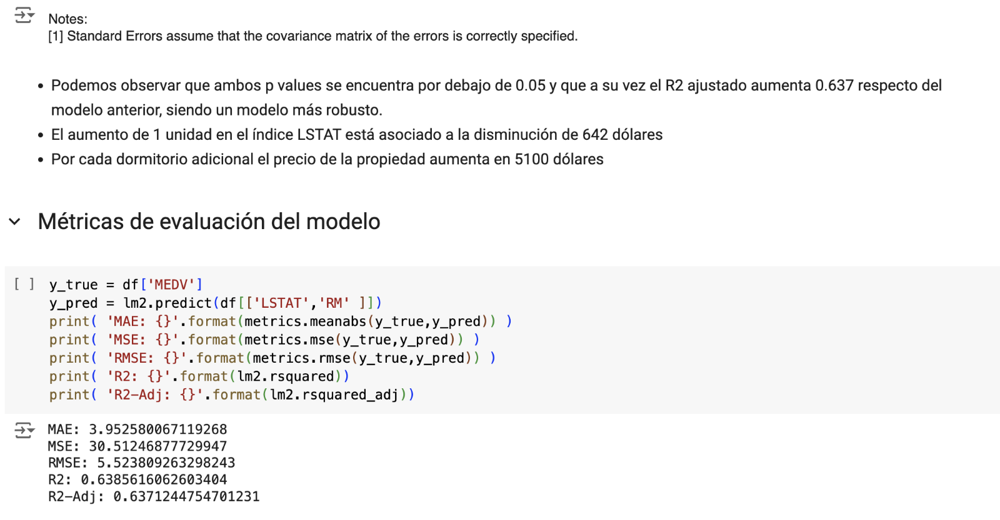 Notes:
[1] Standard Errors assume that the covariance matrix of the errors is correctly specified.
• Podemos observar que ambos p values se encuentra por debajo de 0.05 y que a su vez el R2 ajustado aumenta 0.637 respecto del
modelo anterior, siendo un modelo más robusto.
• El aumento de 1 unidad en el índice LSTAT está asociado a la disminución de 642 dólares
• Por cada dormitorio adicional el precio de la propiedad aumenta en 5100 dólares
Métricas de evaluación del modelo
[ ] y_true = df['MEDV']
y_pred = lm2.predict(df[['LSTAT','RM' ]])
print( 'MAE: {}'.format(metrics.meanabs(y_true,y_pred)) )
print( 'MSE: {}'.format(metrics.mse(y_true,y_pred)) )
print( 'RMSE: {}'.format(metrics.rmse(y_true,y_pred)) )
print( 'R2: {}'.format(lm2.rsquared))
print( 'R2-Adj: {}'.format(lm2.rsquared_adj))
MAE: 3.952580067119268
MSE: 30.51246877729947
RMSE: 5.523809263298243
R2: 0.6385616062603404
R2-Adj: 0.6371244754701231